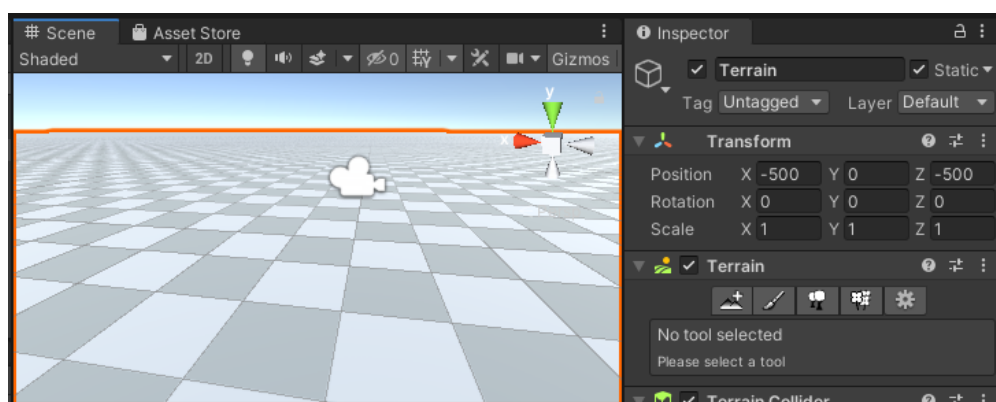 Scene Asset Store
Shaded 2D 0 Gizmos
y
x
Inspector
Terrain Static
Tag Untagged Layer Default
Transform
Position X -500 Y 0 Z -500
Rotation X 0 Y 0 Z 0
Scale X 1 Y 1 Z 1
Terrain
No tool selected
Please select a tool
Terrain Collider